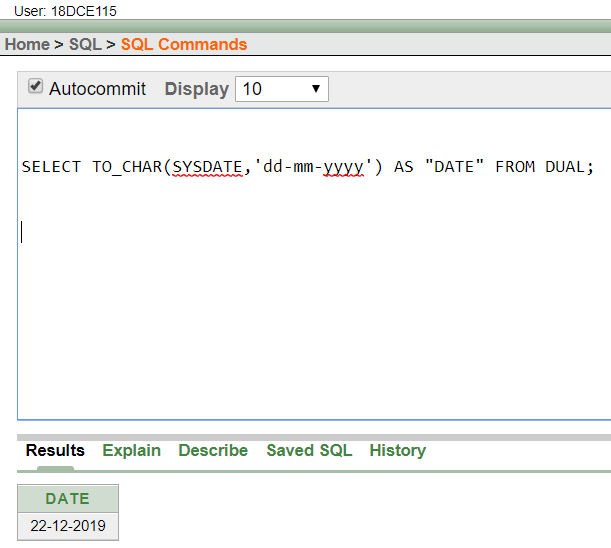 User: 18DCE115
Home > SQL > SQL Commands
Autocommit Display 10
SELECT TO_CHAR(SYSDATE,'dd-mm-yyyy') AS "DATE" FROM DUAL;
Results Explain Describe Saved SQL History
DATE
22-12-2019